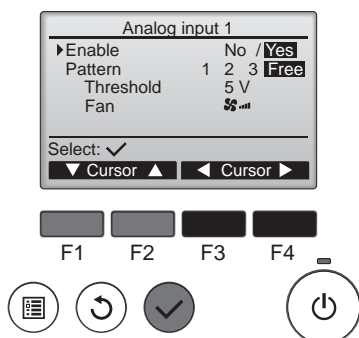 Analog input 1
Enable No / Yes
Pattern 1 2 3 Free
Threshold 5 V
Fan
Select:
Cursor Cursor
F1 F2 F3 F4